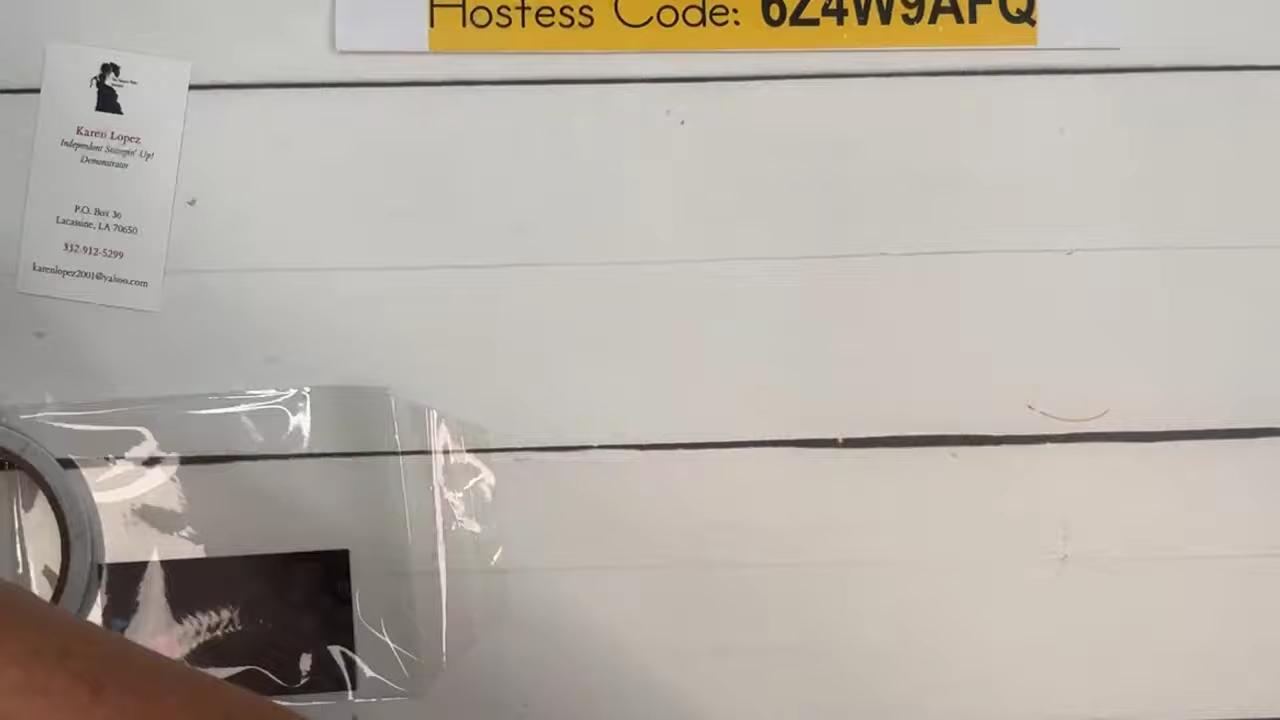 Hostess Code: 6Z4W9AFQ
Karen Lopez
Independent Stampin' Up!
Demonstrator
P.O. Box 36
Lacassine, LA 70650
332-912-5299
karenlopez2001@yahoo.com